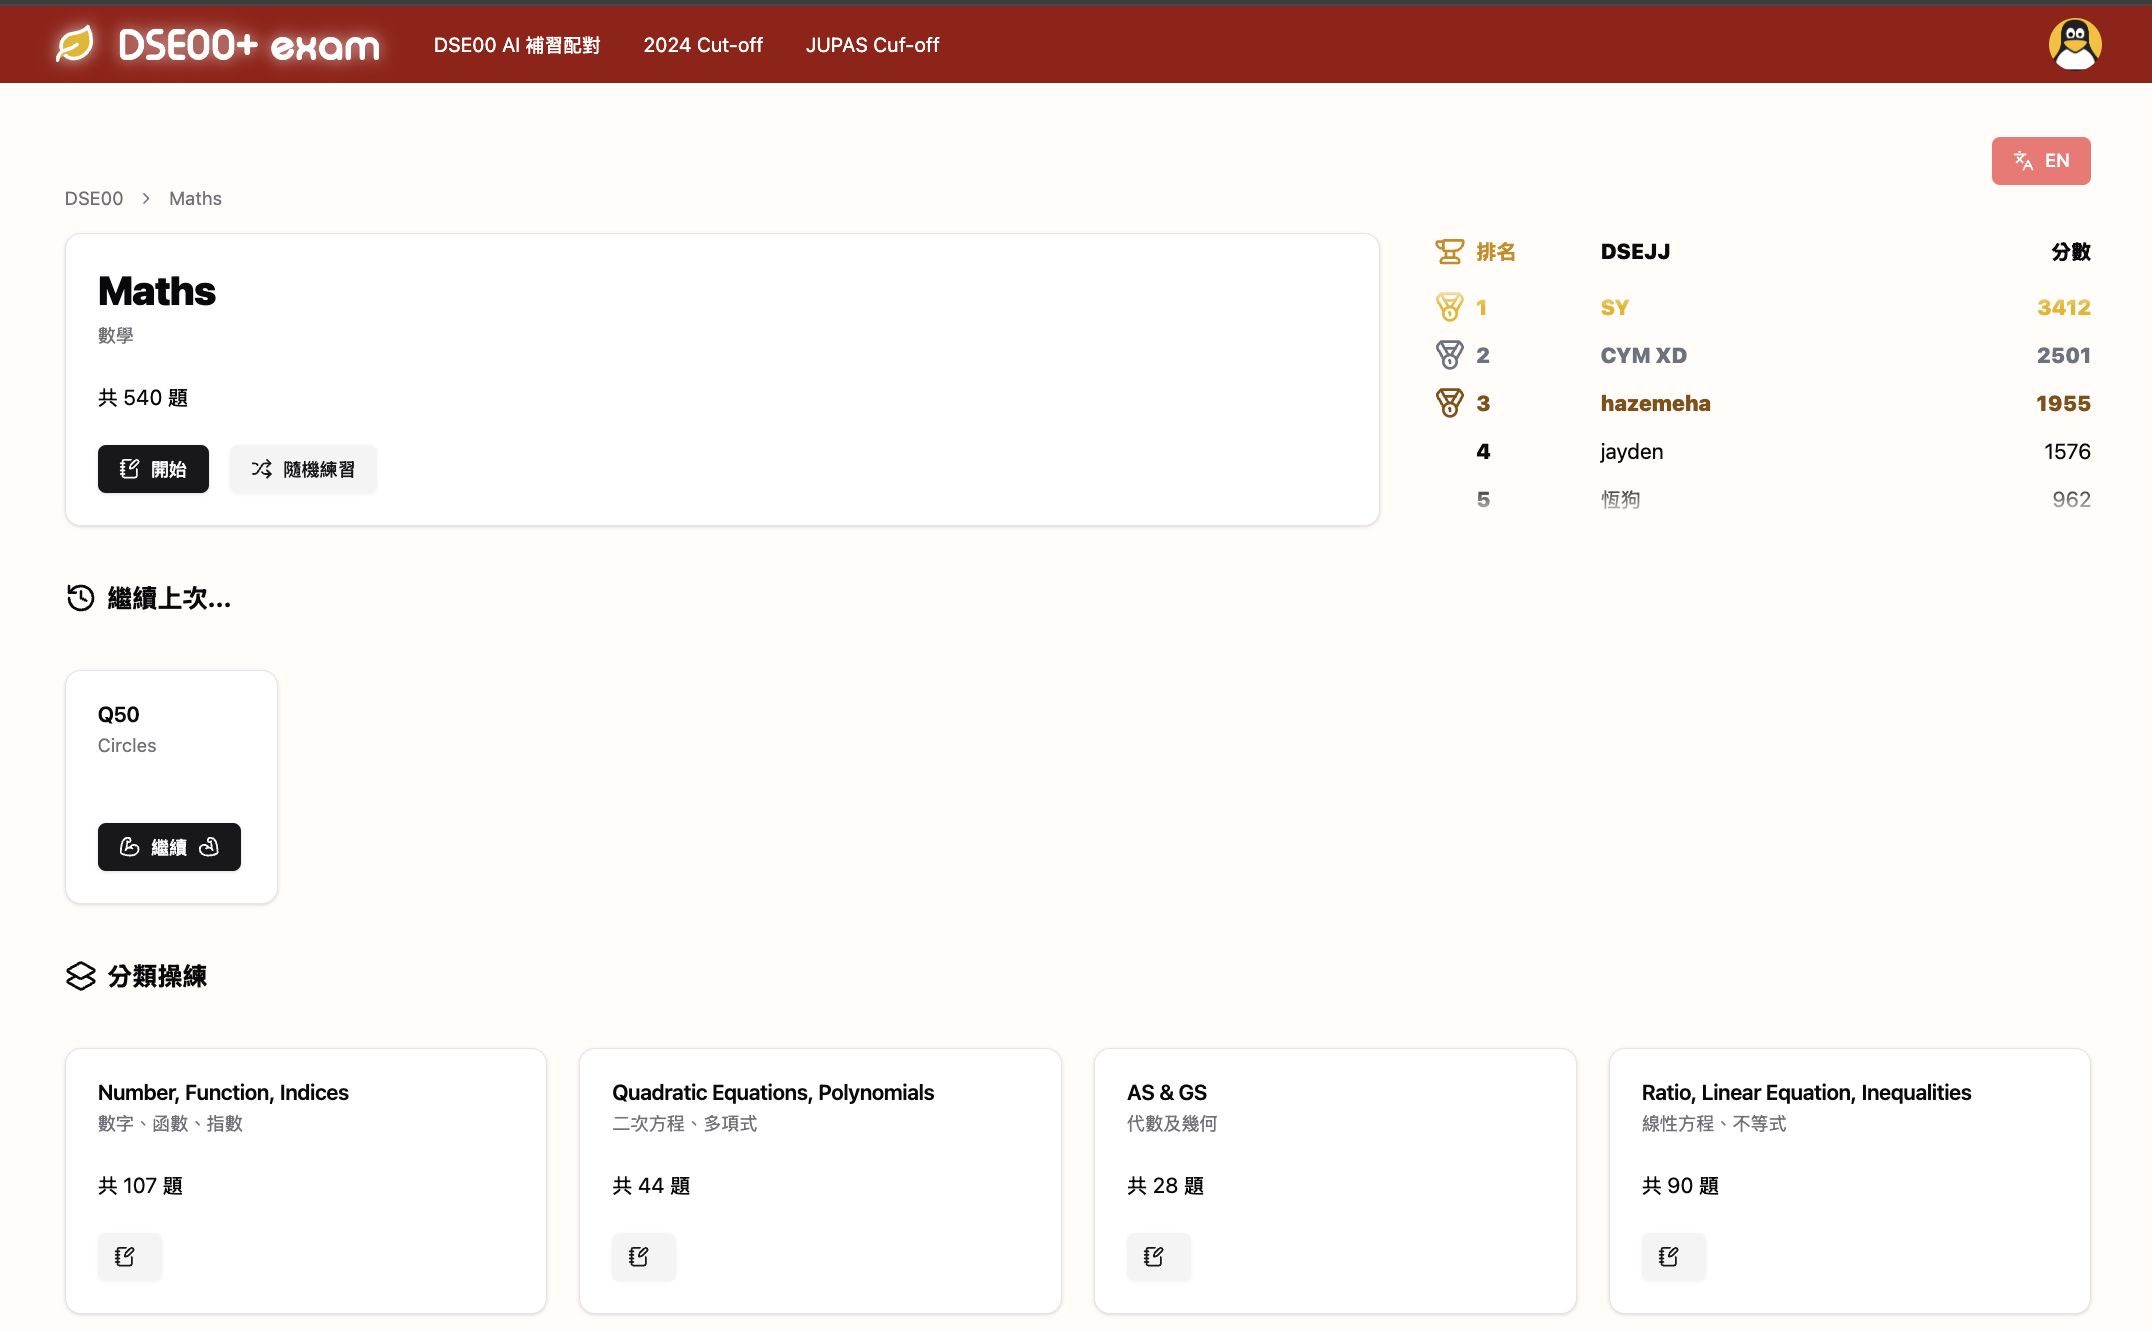 DSE00+ exam
DSE00 AI 補習配對
2024 Cut-off
JUPAS Cuf-off
EN
DSE00 > Maths
Maths
數學
共 540 題
開始
隨機練習
排名 DSEJJ 分數
1 SY 3412
2 CYM XD 2501
3 hazemeha 1955
4 jayden 1576
5 恆狗 962
繼續上次...
Q50
Circles
繼續
分類操練
Number, Function, Indices
數字、函數、指數
共 107 題
Quadratic Equations, Polynomials
二次方程、多項式
共 44 題
AS & GS
代數及幾何
共 28 題
Ratio, Linear Equation, Inequalities
線性方程、不等式
共 90 題